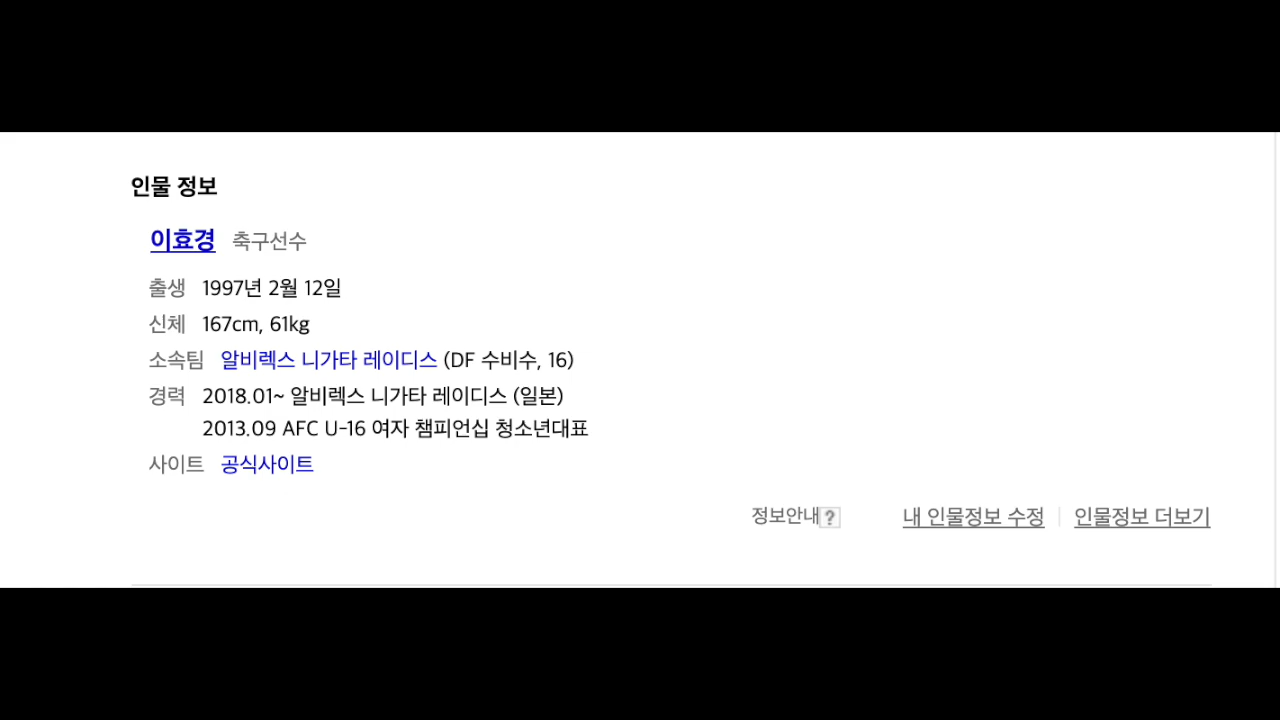 인물 정보
이효경 축구선수
출생 1997년 2월 12일
신체 167cm, 61kg
소속팀 알비렉스 니가타 레이디스 (DF 수비수, 16)
경력 2018.01~ 알비렉스 니가타 레이디스 (일본)
2013.09 AFC U-16 여자 챔피언십 청소년대표
사이트 공식사이트
정보안내? 내 인물정보 수정 인물정보 더보기